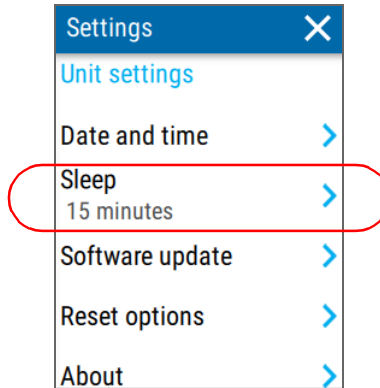 Settings
Unit settings
Date and time
Sleep
15 minutes
Software update
Reset options
About